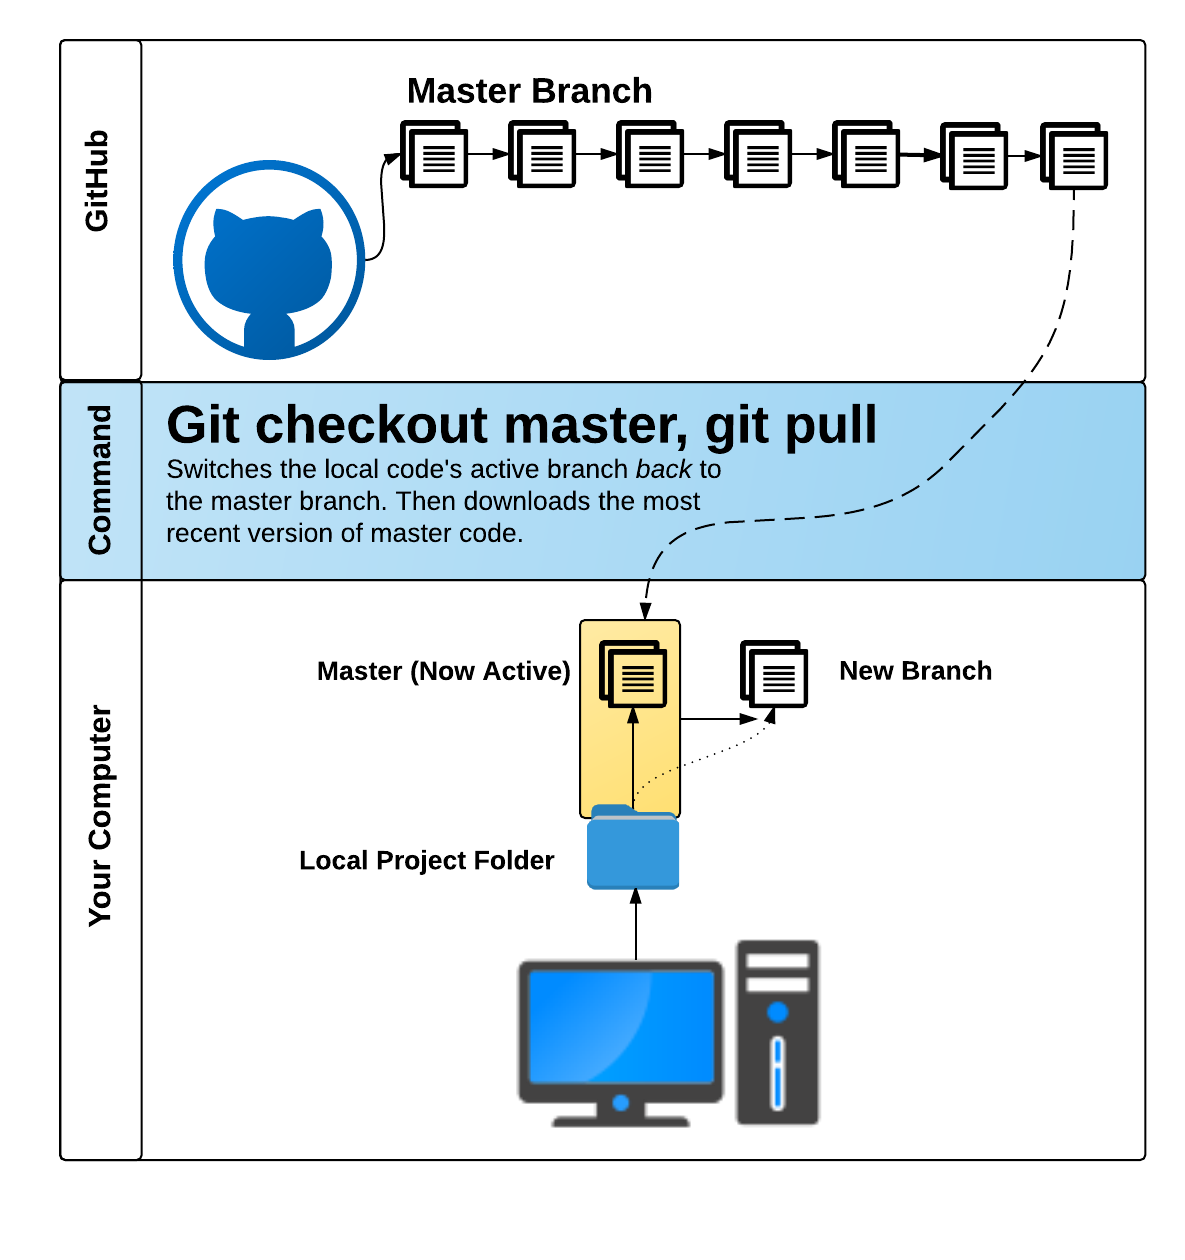 GitHub
Master Branch
Command
Git checkout master, git pull
Switches the local code's active branch back to
the master branch. Then downloads the most
recent version of master code.
Your Computer
Master (Now Active)
New Branch
Local Project Folder